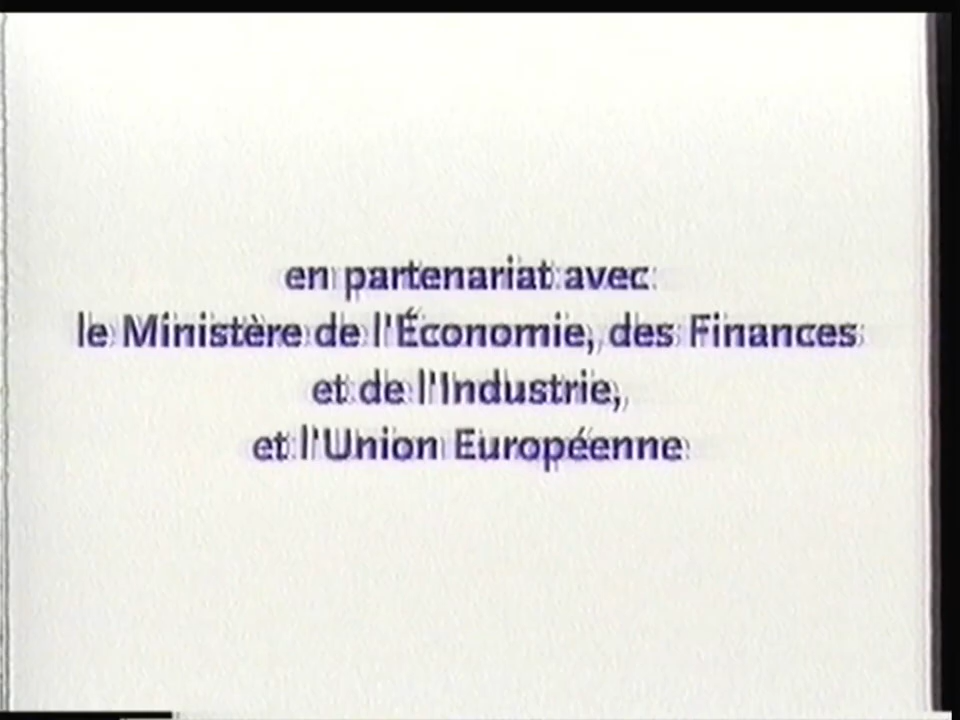 en partenariat avec
le Ministère de l'Économie, des Finances
et de l'Industrie,
et l'Union Européenne